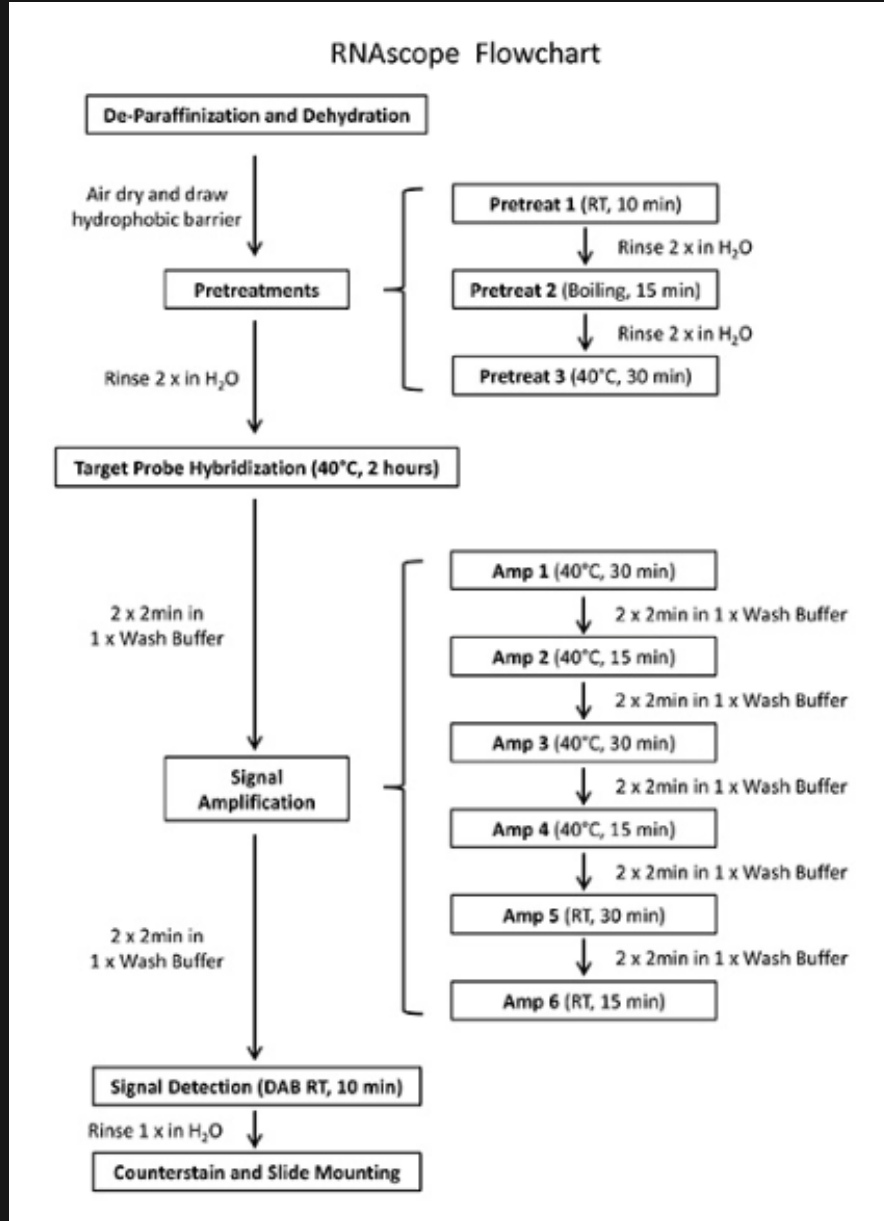 RNAscope Flowchart
De-Paraffinization and Dehydration
Air dry and draw
hydrophobic barrier
Pretreatments
Pretreat 1 (RT, 10 min)
Rinse 2 x in H₂O
Pretreat 2 (Boiling, 15 min)
Rinse 2 x in H₂O
Pretreat 3 (40°C, 30 min)
Rinse 2 x in H₂O
Target Probe Hybridization (40°C, 2 hours)
2 x 2min in
1 x Wash Buffer
Signal
Amplification
Amp 1 (40°C, 30 min)
2 x 2min in 1 x Wash Buffer
Amp 2 (40°C, 15 min)
2 x 2min in 1 x Wash Buffer
Amp 3 (40°C, 30 min)
2 x 2min in 1 x Wash Buffer
Amp 4 (40°C, 15 min)
2 x 2min in 1 x Wash Buffer
Amp 5 (RT, 30 min)
2 x 2min in 1 x Wash Buffer
Amp 6 (RT, 15 min)
2 x 2min in
1 x Wash Buffer
Signal Detection (DAB RT, 10 min)
Rinse 1 x in H₂O
Counterstain and Slide Mounting